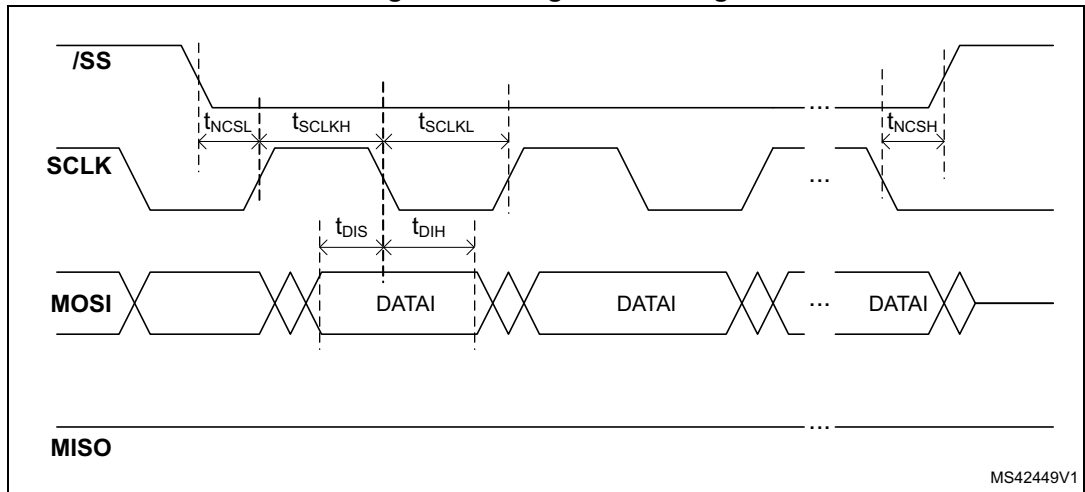 /SS
...
tNCSL tSCLKH tSCLKL tNCSH
SCLK
...
tDIS tDIH
MOSI DATAI DATAI ... DATAI
...
MISO
MS42449V1